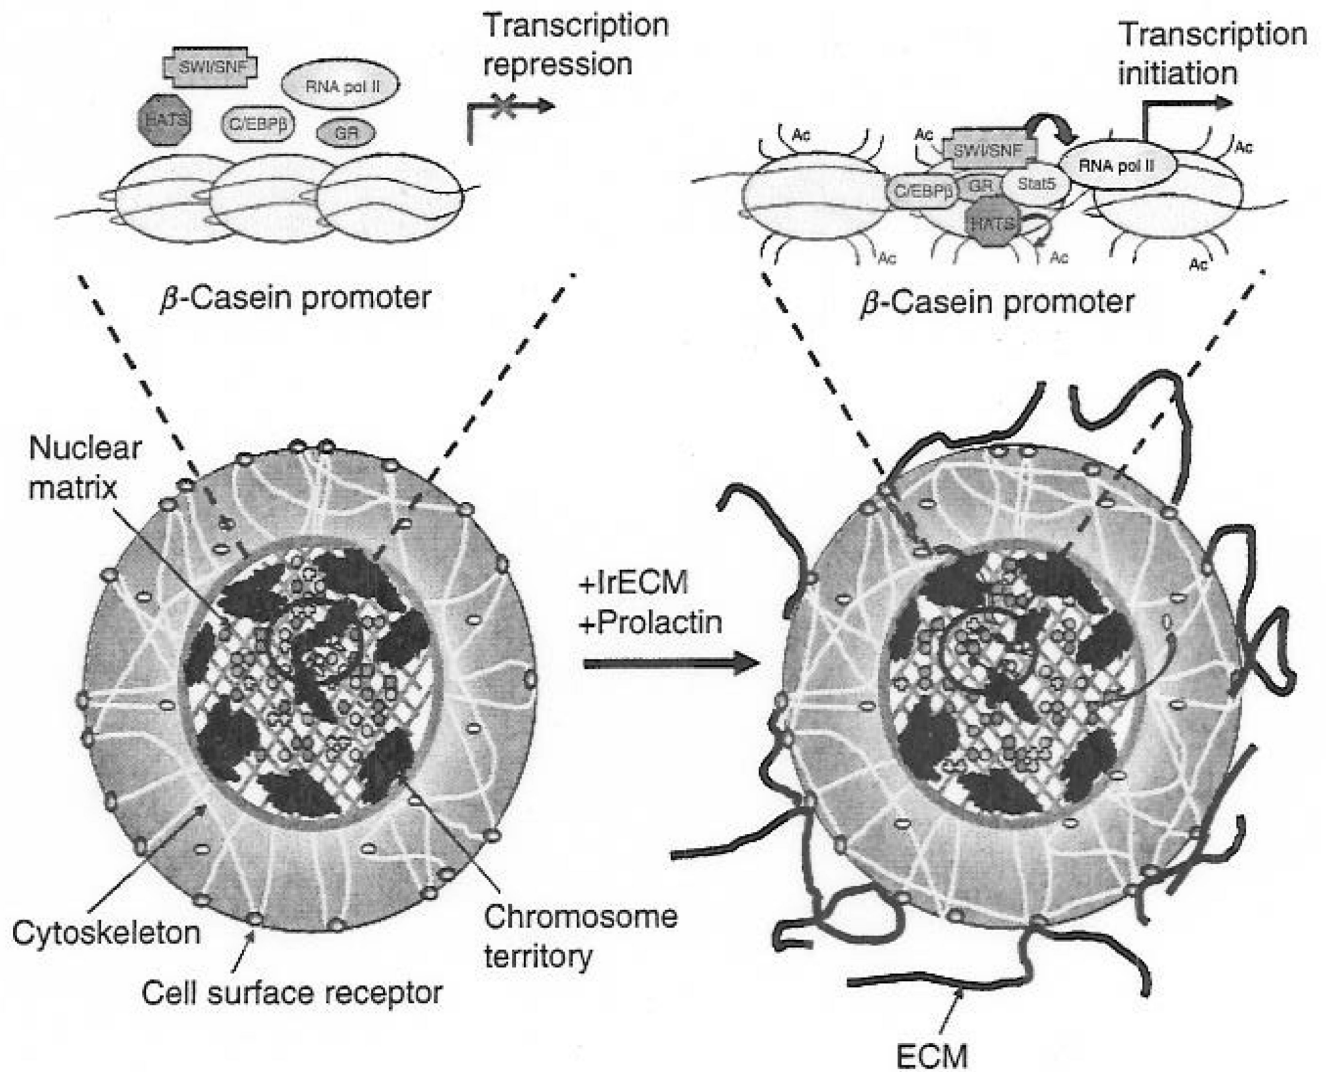 Transcription
repression
SWI/SNF
RNA pol II
HATS
C/EBPβ
GR
β-Casein promoter
Transcription
initiation
Ac
Ac
Ac
SWI/SNF
RNA pol II
C/EBPβ
GR
Stat5
HATS
Ac
Ac
Ac
β-Casein promoter
Nuclear
matrix
+IrECM
+Prolactin
Cytoskeleton
Chromosome
territory
Cell surface receptor
ECM